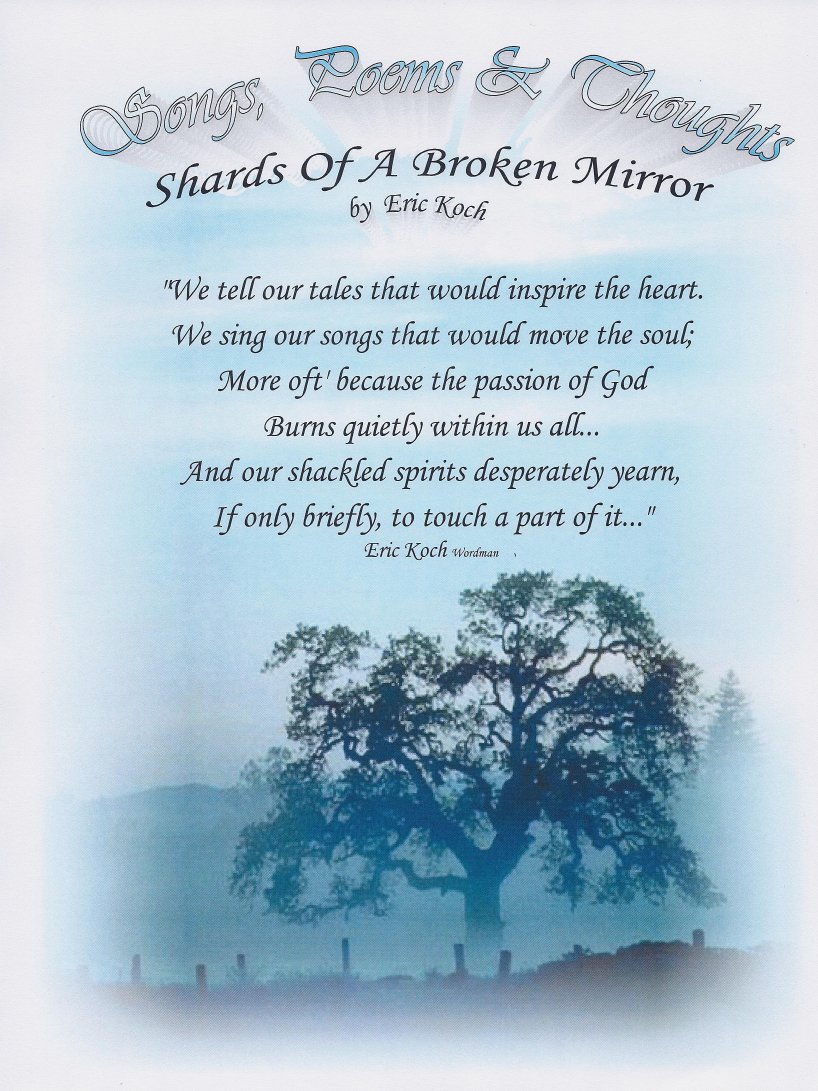 Songs, Poems & Thoughts
Shards Of A Broken Mirror
by Eric Koch
"We tell our tales that would inspire the heart.
We sing our songs that would move the soul;
More oft' because the passion of God
Burns quietly within us all...
And our shackled spirits desperately yearn,
If only briefly, to touch a part of it..."
Eric Koch Wordman